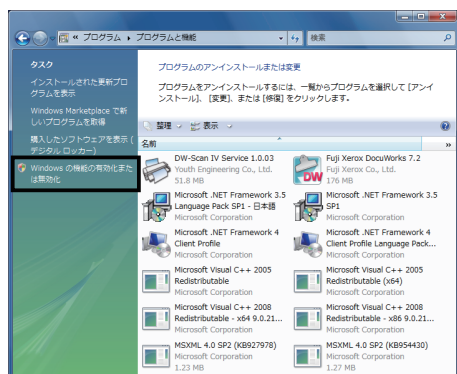 « プログラム ▸ プログラムと機能
検索
タスク
インストールされた更新プロ
グラムを表示
Windows Marketplace で新
しいプログラムを取得
購入したソフトウェアを表示 (
デジタル ロッカー)
Windows の機能の有効化また
は無効化
プログラムのアンインストールまたは変更
プログラムをアンインストールするには、一覧からプログラムを選択して [アンイ
ンストール]、[変更]、または [修復] をクリックします。
整理
表示
名前
»
DW-Scan IV Service 1.0.03
Youth Engineering Co., Ltd.
51.8 MB
Fuji Xerox DocuWorks 7.2
Fuji Xerox Co., Ltd.
176 MB
DW
Microsoft .NET Framework 3.5
Language Pack SP1 - 日本語
Microsoft Corporation
Microsoft .NET Framework 3.5
SP1
Microsoft Corporation
Microsoft .NET Framework 4
Client Profile
Microsoft Corporation
Microsoft .NET Framework 4
Client Profile Language Pack...
Microsoft Corporation
Microsoft Visual C++ 2005
Redistributable
Microsoft Corporation
Microsoft Visual C++ 2005
Redistributable (x64)
Microsoft Corporation
Microsoft Visual C++ 2008
Redistributable - x64 9.0.21...
Microsoft Corporation
Microsoft Visual C++ 2008
Redistributable - x86 9.0.21...
Microsoft Corporation
MSXML 4.0 SP2 (KB927978)
Microsoft Corporation
1.23 MB
MSXML 4.0 SP2 (KB954430)
Microsoft Corporation
1.27 MB